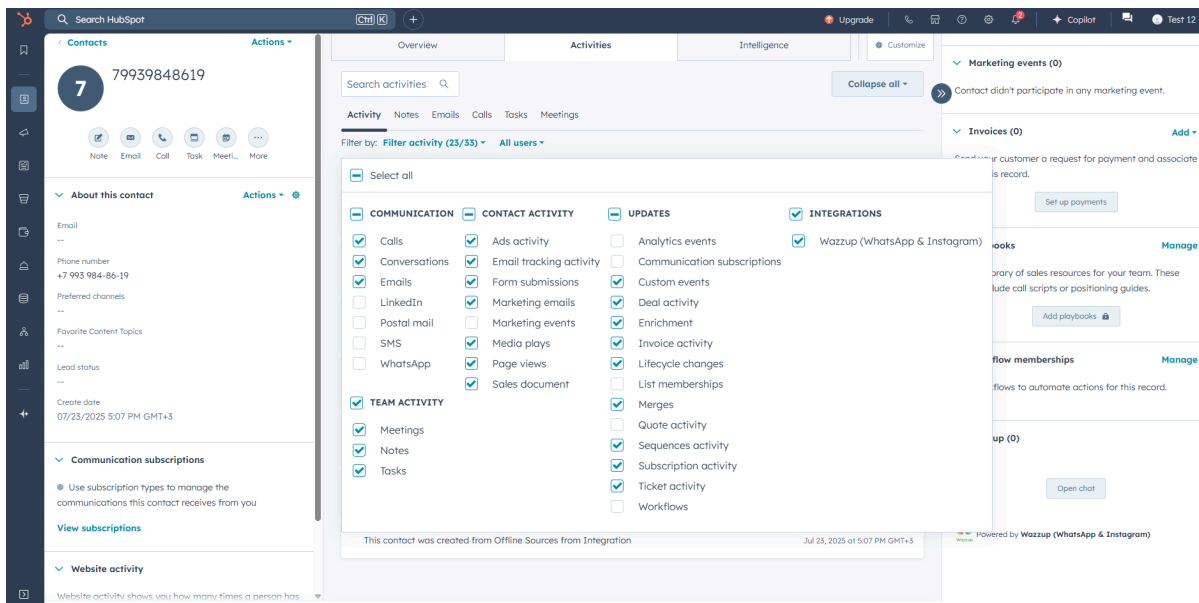 Search HubSpot
Ctrl K
Upgrade
2
Copilot
Test 12
Contacts
Actions
7
79939848619
Note Email Call Task Meeti... More
About this contact
Actions
Email
--
Phone number
+7 993 984-86-19
Preferred channels
--
Favorite Content Topics
--
Lead status
--
Create date
07/23/2025 5:07 PM GMT+3
Communication subscriptions
Use subscription types to manage the
communications this contact receives from you
View subscriptions
Website activity
Website activity shows you how many times a person has
Overview
Activities
Intelligence
Customize
Search activities
Collapse all
Activity Notes Emails Calls Tasks Meetings
Filter by: Filter activity (23/33) All users
Select all
COMMUNICATION
Calls
Conversations
Emails
LinkedIn
Postal mail
SMS
WhatsApp
TEAM ACTIVITY
Meetings
Notes
Tasks
CONTACT ACTIVITY
Ads activity
Email tracking activity
Form submissions
Marketing emails
Marketing events
Media plays
Page views
Sales document
UPDATES
Analytics events
Communication subscriptions
Custom events
Deal activity
Enrichment
Invoice activity
Lifecycle changes
List memberships
Merges
Quote activity
Sequences activity
Subscription activity
Ticket activity
Workflows
INTEGRATIONS
Wazzup (WhatsApp & Instagram)
This contact was created from Offline Sources from Integration
Jul 23, 2025 at 5:07 PM GMT+3
Marketing events (0)
Contact didn't participate in any marketing event.
Invoices (0)
Add
your customer a request for payment and associate
is record.
Set up payments
ooks
Manage
rary of sales resources for your team. These
lude call scripts or positioning guides.
Add playbooks
flow memberships
Manage
flows to automate actions for this record.
up (0)
Open chat
Powered by Wazzup (WhatsApp & Instagram)